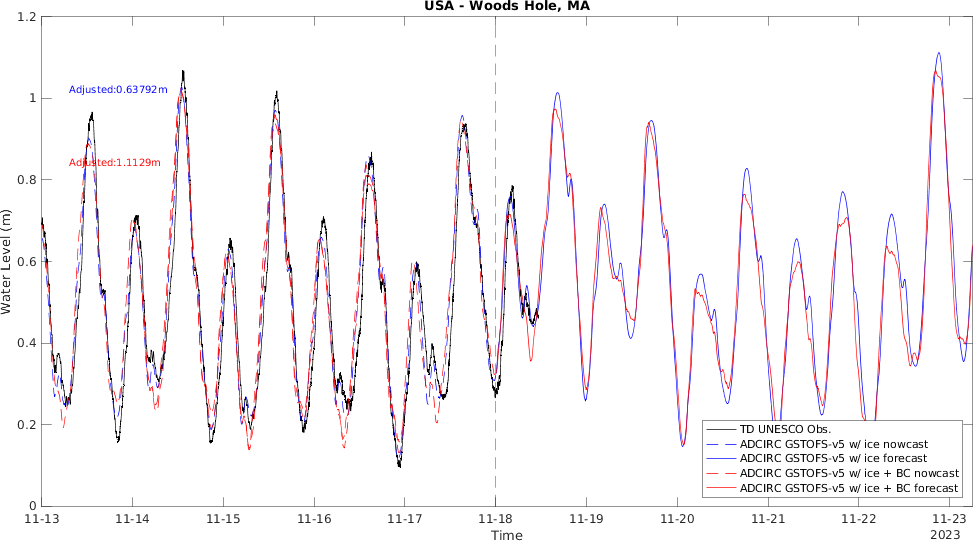 USA - Woods Hole, MA
1.2
1
0.8
0.6
0.4
0.2
0
Water Level (m)
Adjusted:0.63792m
Adjusted:1.1129m
TD UNESCO Obs.
ADCIRC GSTOFS-v5 w/ ice nowcast
ADCIRC GSTOFS-v5 w/ ice forecast
ADCIRC GSTOFS-v5 w/ ice + BC nowcast
ADCIRC GSTOFS-v5 w/ ice + BC forecast
11-13 11-14 11-15 11-16 11-17 11-18 11-19 11-20 11-21 11-22 11-23
Time
2023